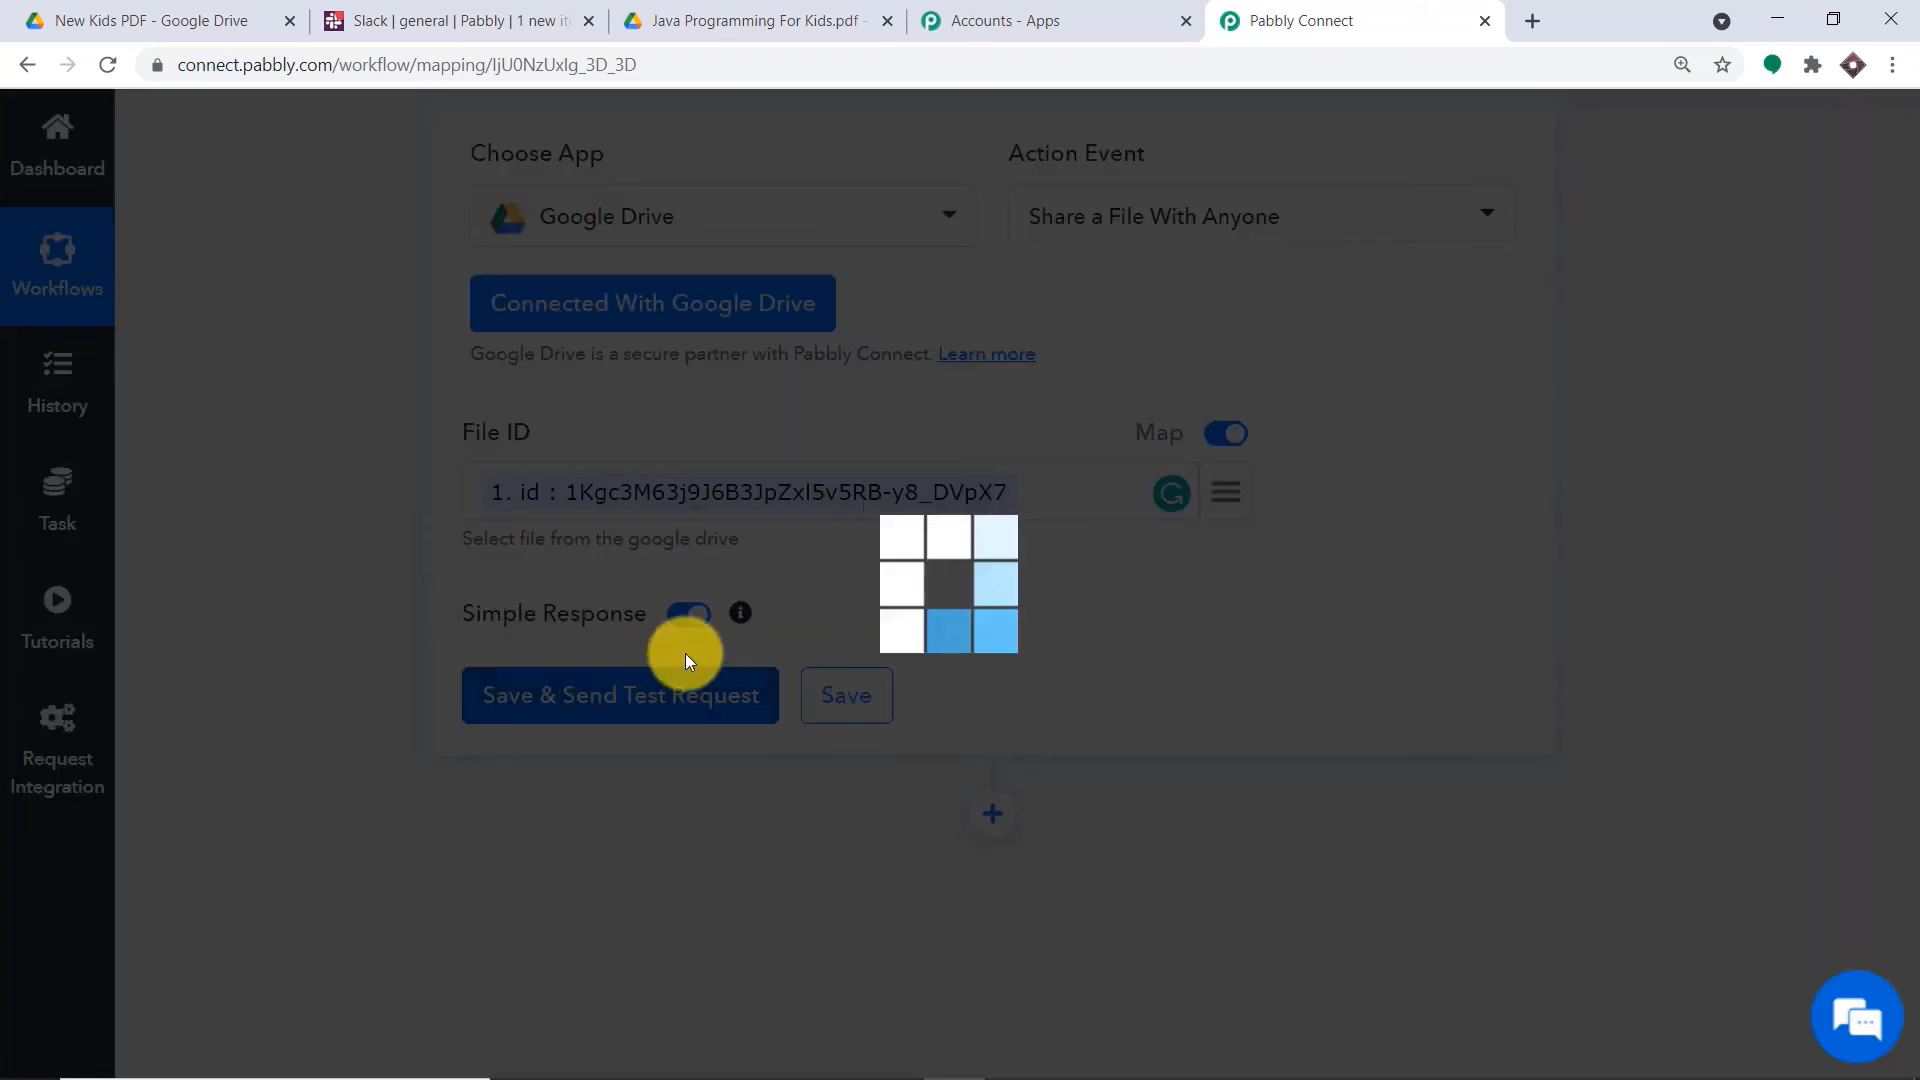 New Kids PDF - Google Drive
Slack | general | Pabbly | 1 new ite
Java Programming For Kids.pdf -
Accounts - Apps
Pabbly Connect
connect.pabbly.com/workflow/mapping/IjU0NzUxIg_3D_3D
Dashboard
Workflows
History
Task
Tutorials
Request
Integration
Choose App
Action Event
Google Drive
Share a File With Anyone
Connected With Google Drive
Google Drive is a secure partner with Pabbly Connect. Learn more
File ID
Map
1. id : 1Kgc3M63j9J6B3JpZxI5v5RB-y8_DVpX7
Select file from the google drive
Simple Response
Save & Send Test Request
Save